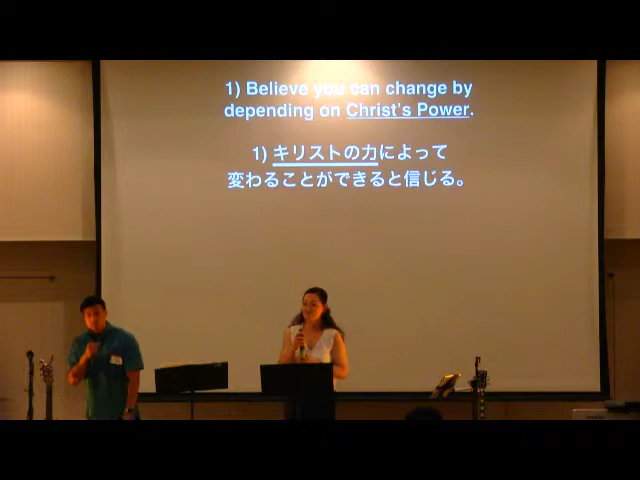 1) Believe you can change by
depending on Christ's Power.
1) キリストの力によって
変わることができると信じる。